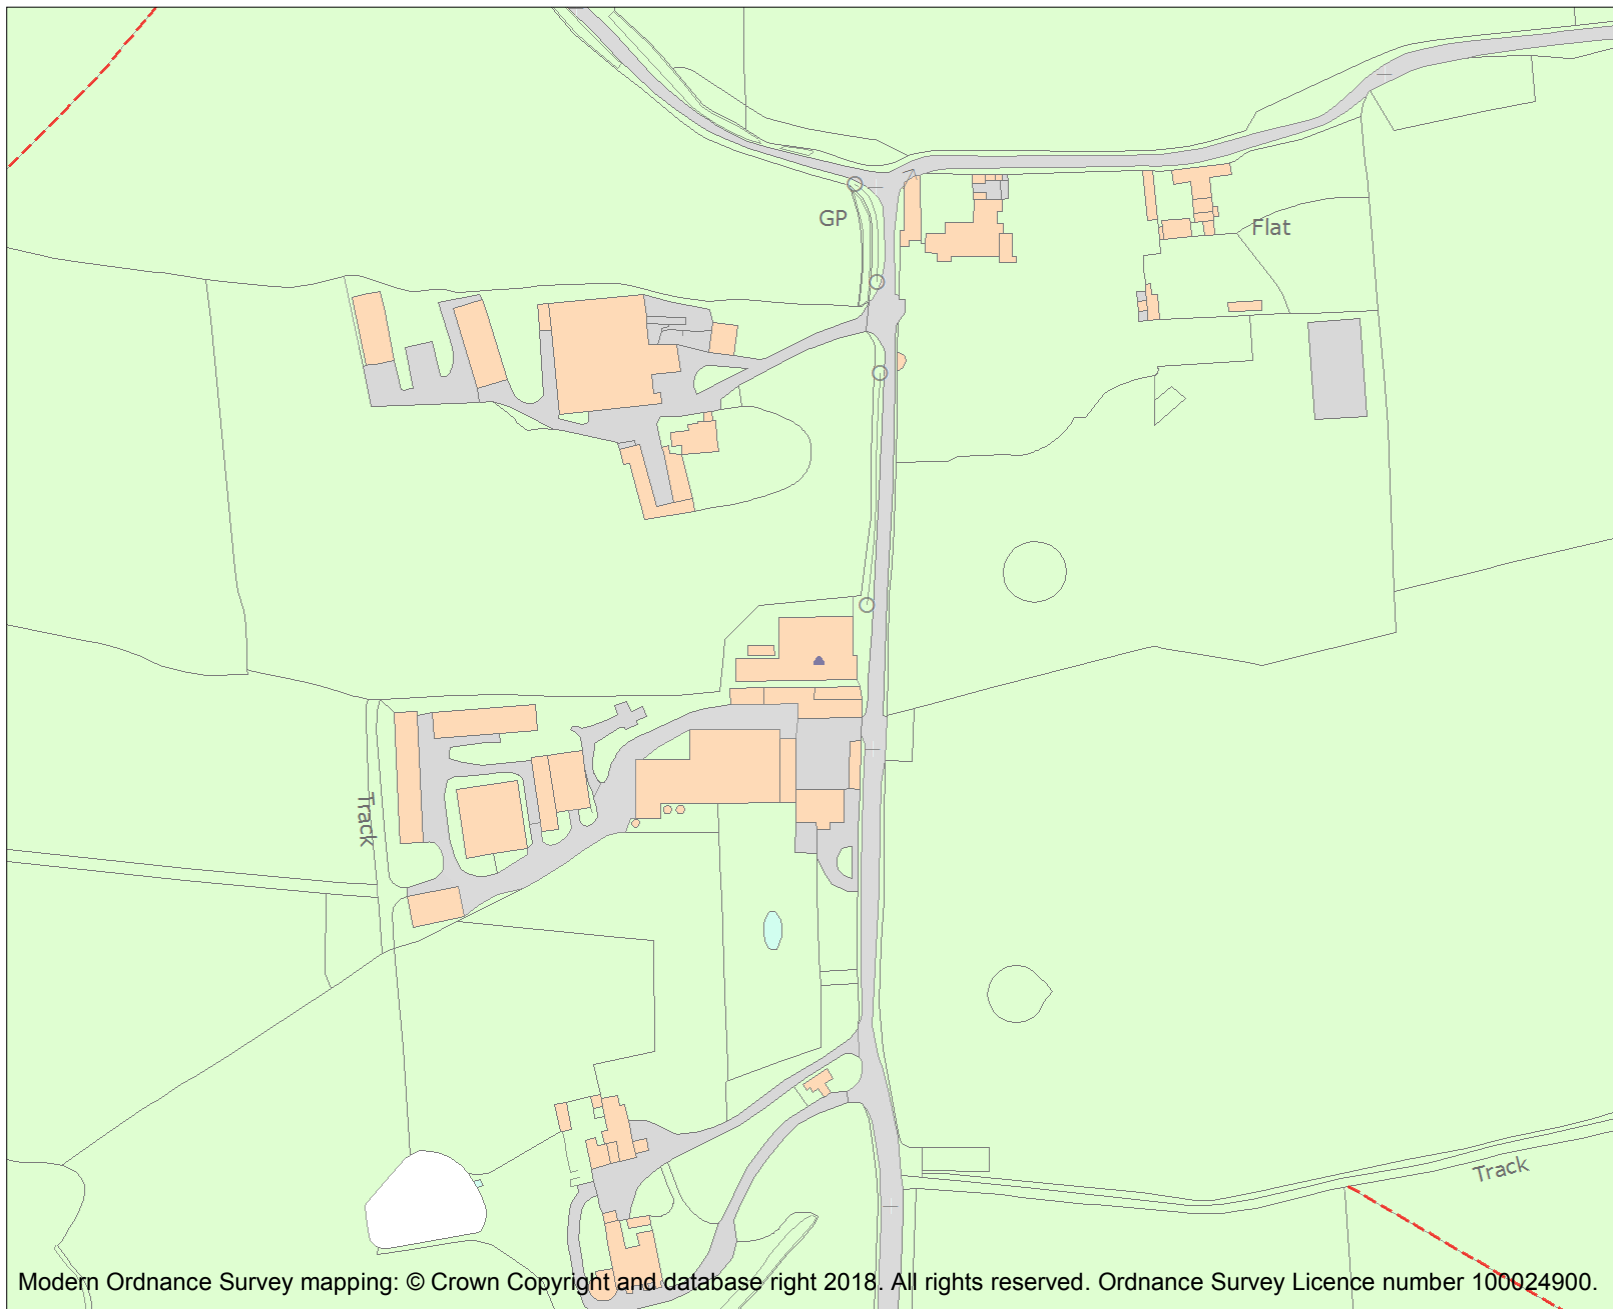 GP
Flat
Track
Track
Modern Ordnance Survey mapping: © Crown Copyright and database right 2018. All rights reserved. Ordnance Survey Licence number 100024900.